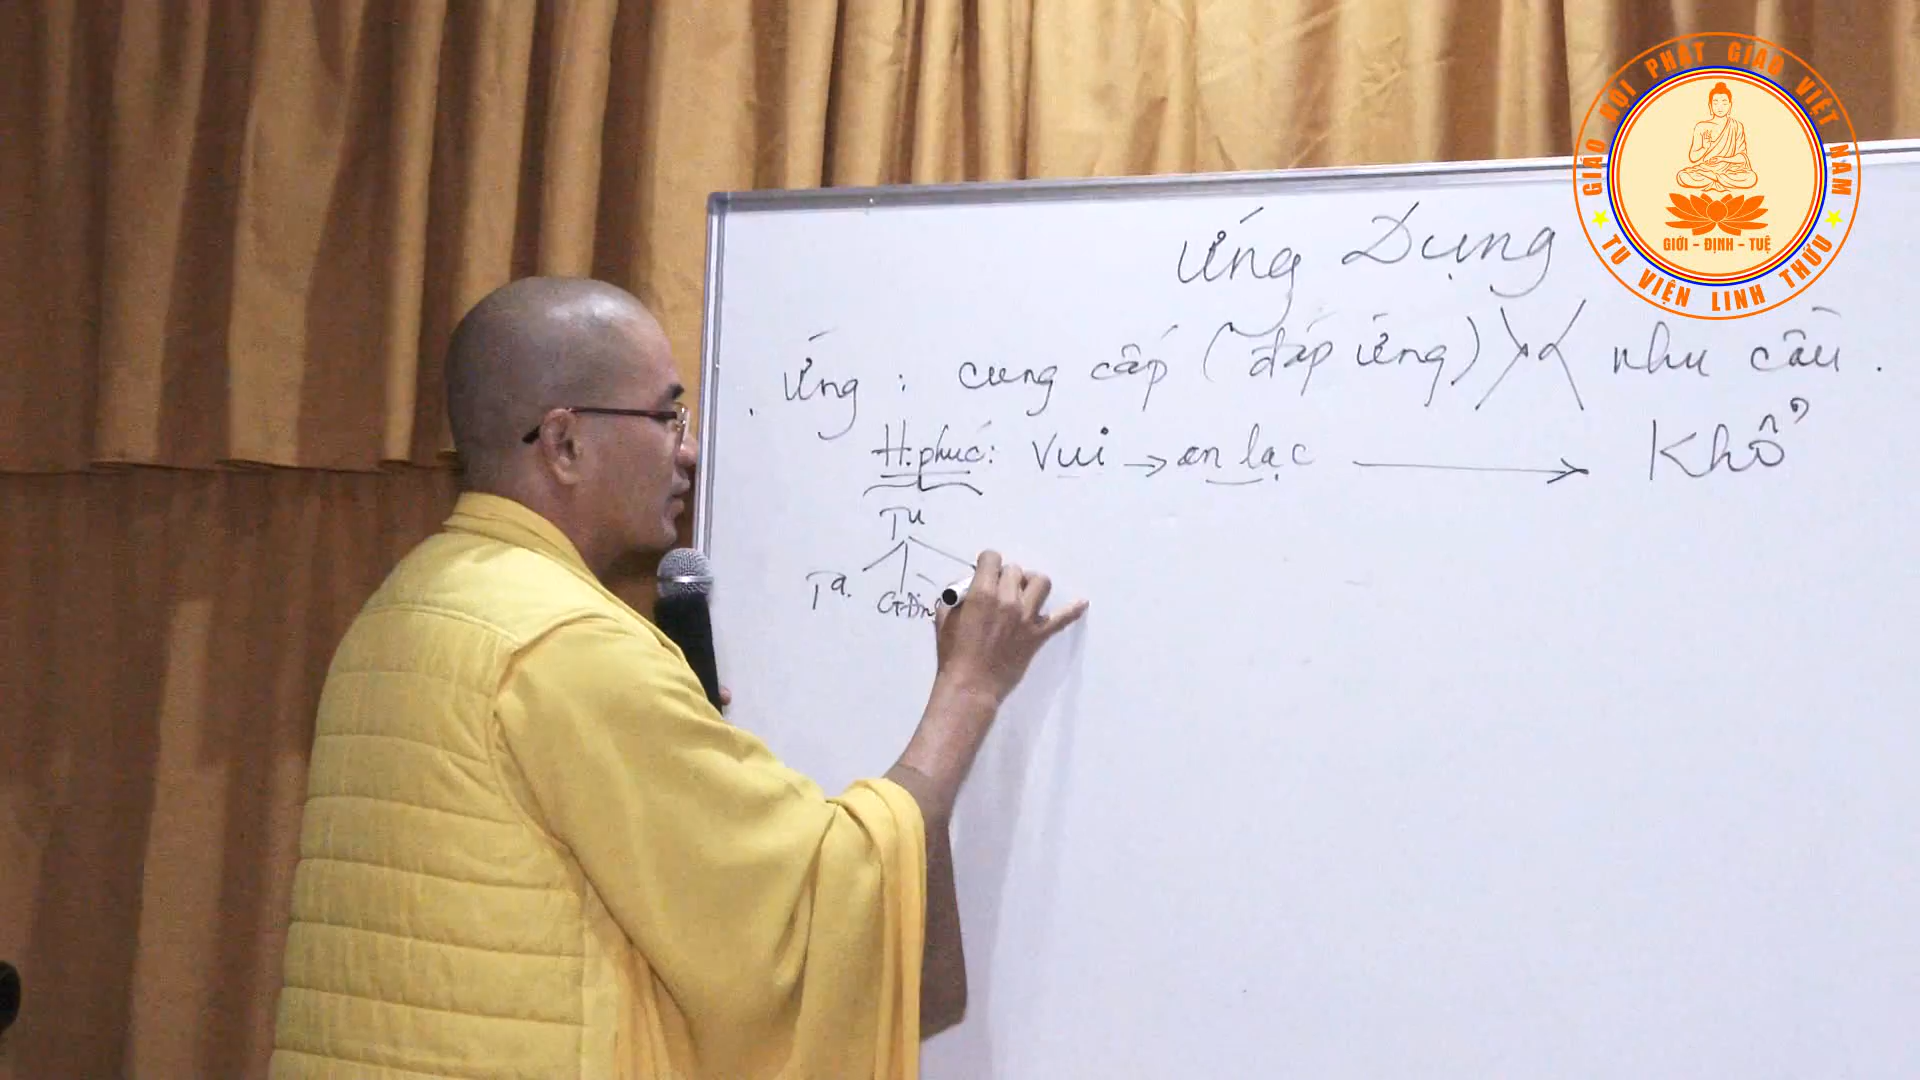 GIÁO HỘI PHẬT GIÁO VIỆT NAM
GIỚI - ĐỊNH - TUỆ
TU VIỆN LINH THỨU
Ứng Dụng
. Ứng : cung cấp (đáp ứng) nhu cầu .
H.phúc: Vui → an lạc → Khổ
Tu
Ta.